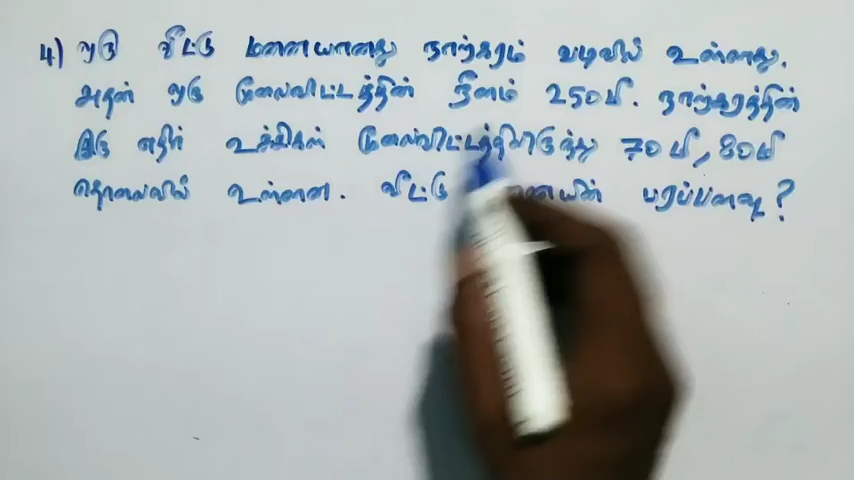 4) ஒரு வீட்டு மனையானது நாற்கரம் வடிவில் உள்ளது.
அதன் ஒரு மூலைவிட்டத்தின் நீளம் 250மீ. நாற்கரத்தின்
இரு எதிர் உச்சிகள் மூலைவிட்டத்திலிருந்து 70 மீ, 80மீ
தொலைவில் உள்ளன. வீட்டு பரப்பளவு?